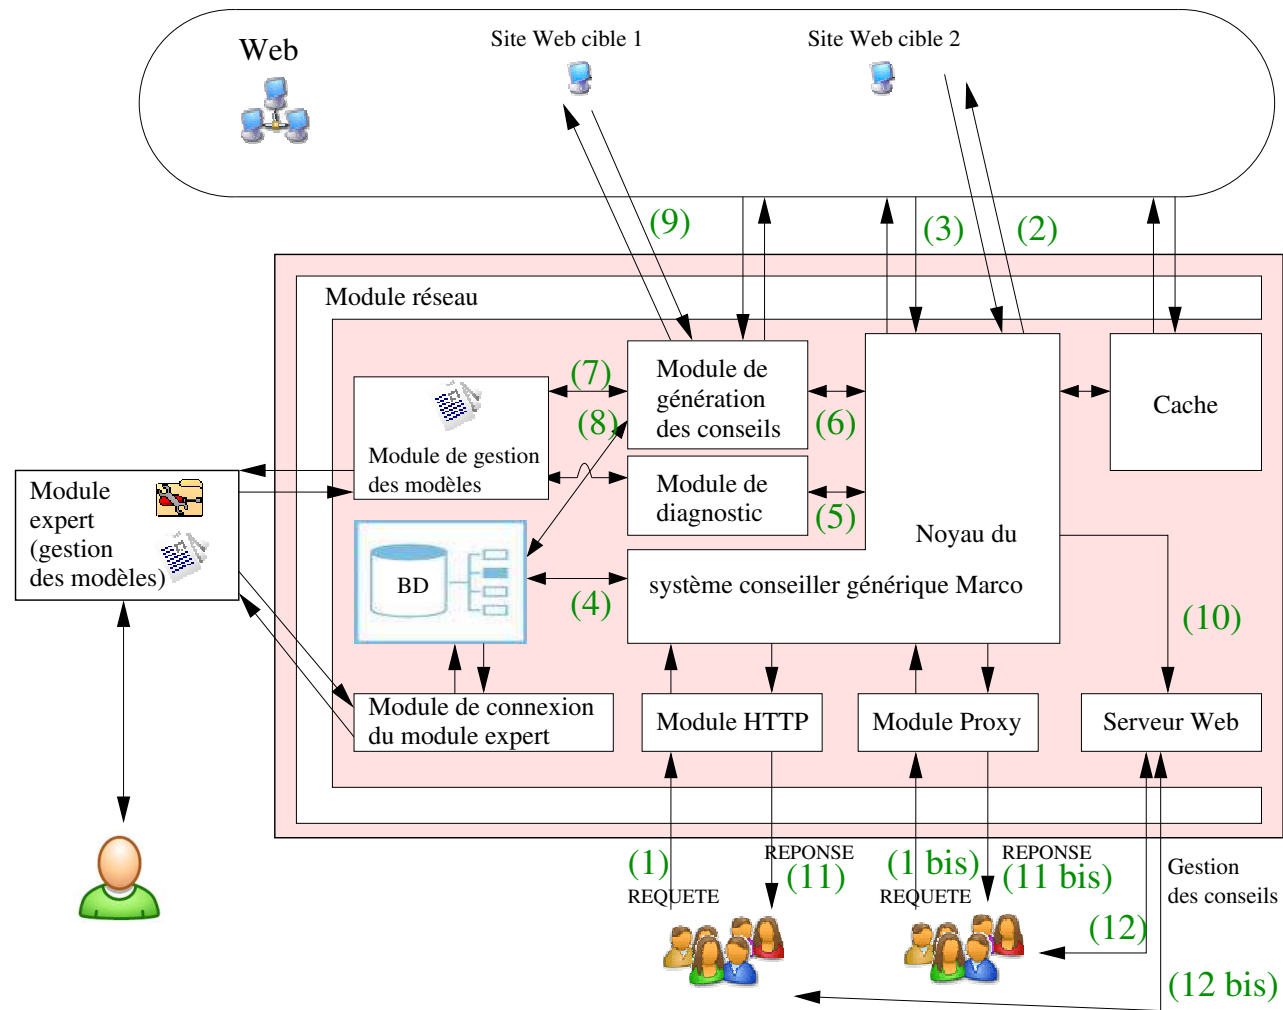 Web
Site Web cible 1
Site Web cible 2
(9)
(3)
(2)
Module réseau
Module de
génération
des conseils
(7)
(8)
(6)
Cache
Module de gestion
des modèles
Module de
diagnostic
(5)
Module
expert
(gestion
des modèles)
Noyau du
système conseiller générique Marco
BD
(4)
(10)
Module de connexion
du module expert
Module HTTP
Module Proxy
Serveur Web
(1)
REQUETE
REPONSE
(11)
(1 bis)
REQUETE
REPONSE
(11 bis)
Gestion
des conseils
(12)
(12 bis)